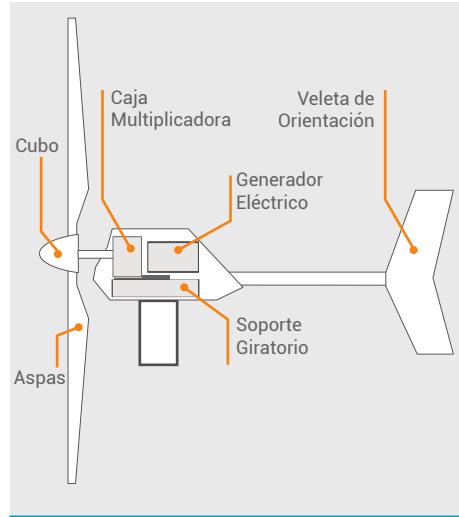 Caja
Multiplicadora
Veleta de
Orientación
Cubo
Generador
Eléctrico
Soporte
Giratorio
Aspas